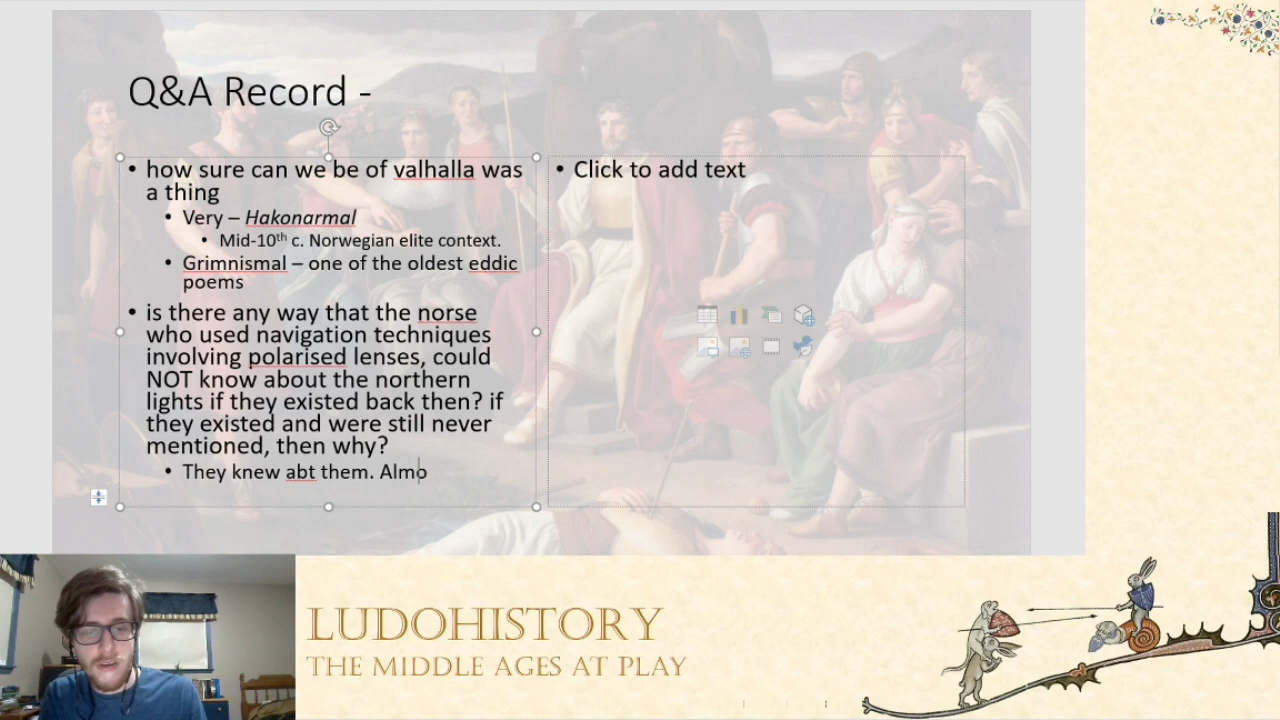 Q&A Record -
• how sure can we be of valhalla was
a thing
• Very – Hakonarmal
• Mid-10th c. Norwegian elite context.
• Grimnismal – one of the oldest eddic
poems
• is there any way that the norse
who used navigation techniques
involving polarised lenses, could
NOT know about the northern
lights if they existed back then? if
they existed and were still never
mentioned, then why?
• They knew abt them. Almo
• Click to add text
LUDOHISTORY
THE MIDDLE AGES AT PLAY